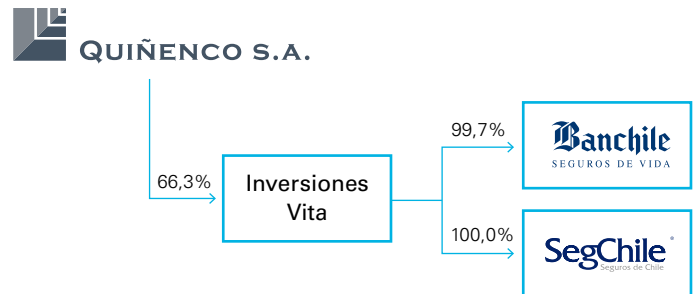 QUIÑENCO S.A.
66,3%
Inversiones
Vita
99,7%
Banchile
SEGUROS DE VIDA
100,0%
SegChile
Seguros de Chile